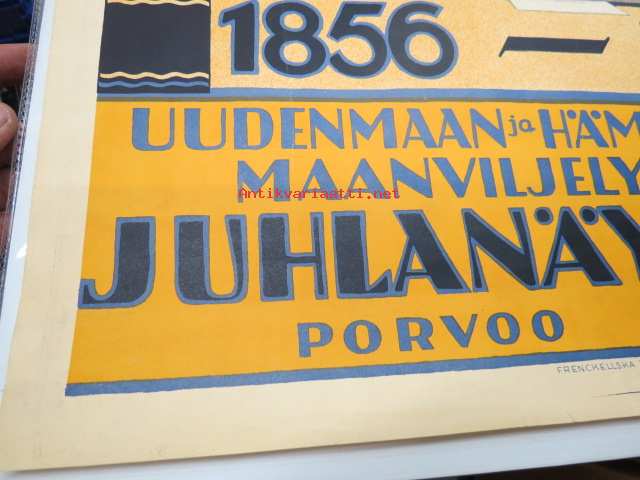 1856 –
UUDENMAAN ja HÄM
MAANVILJELY
Antikvariaatti.net
JUHLANÄY
PORVOO
FRENCKELLSKA